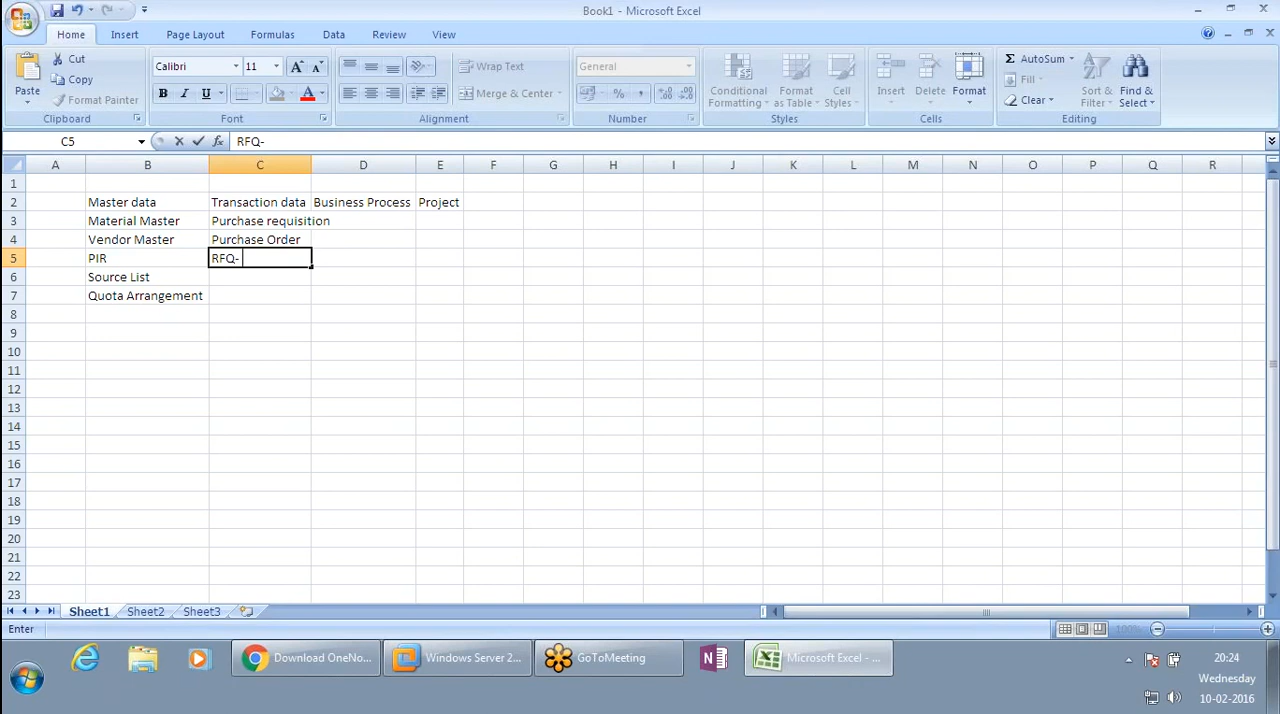 Book1 - Microsoft Excel
Home Insert Page Layout Formulas Data Review View
Paste
Cut
Copy
Format Painter
Clipboard
Calibri 11
B I U
Font
Wrap Text
Merge & Center
Alignment
General
Number
Conditional Formatting
Format as Table
Cell Styles
Styles
Insert Delete Format
Cells
AutoSum
Fill
Clear
Sort & Filter
Find & Select
Editing
C5 fx RFQ-
A B C D E F G H I J K L M N O P Q R
1
2 Master data Transaction data Business Process Project
3 Material Master Purchase requisition
4 Vendor Master Purchase Order
5 PIR RFQ-
6 Source List
7 Quota Arrangement
8
9
10
11
12
13
14
15
16
17
18
19
20
21
22
23
Sheet1 Sheet2 Sheet3
Enter 100%
Download OneNo... Windows Server 2... GoToMeeting Microsoft Excel - ...
20:24
Wednesday
10-02-2016